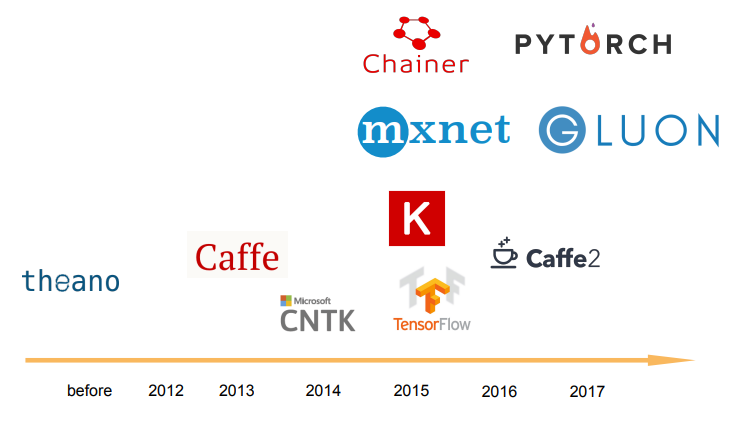 Chainer
PYTORCH
mxnet
GLUON
K
Caffe
Caffe2
theano
Microsoft
CNTK
TensorFlow
before 2012 2013 2014 2015 2016 2017